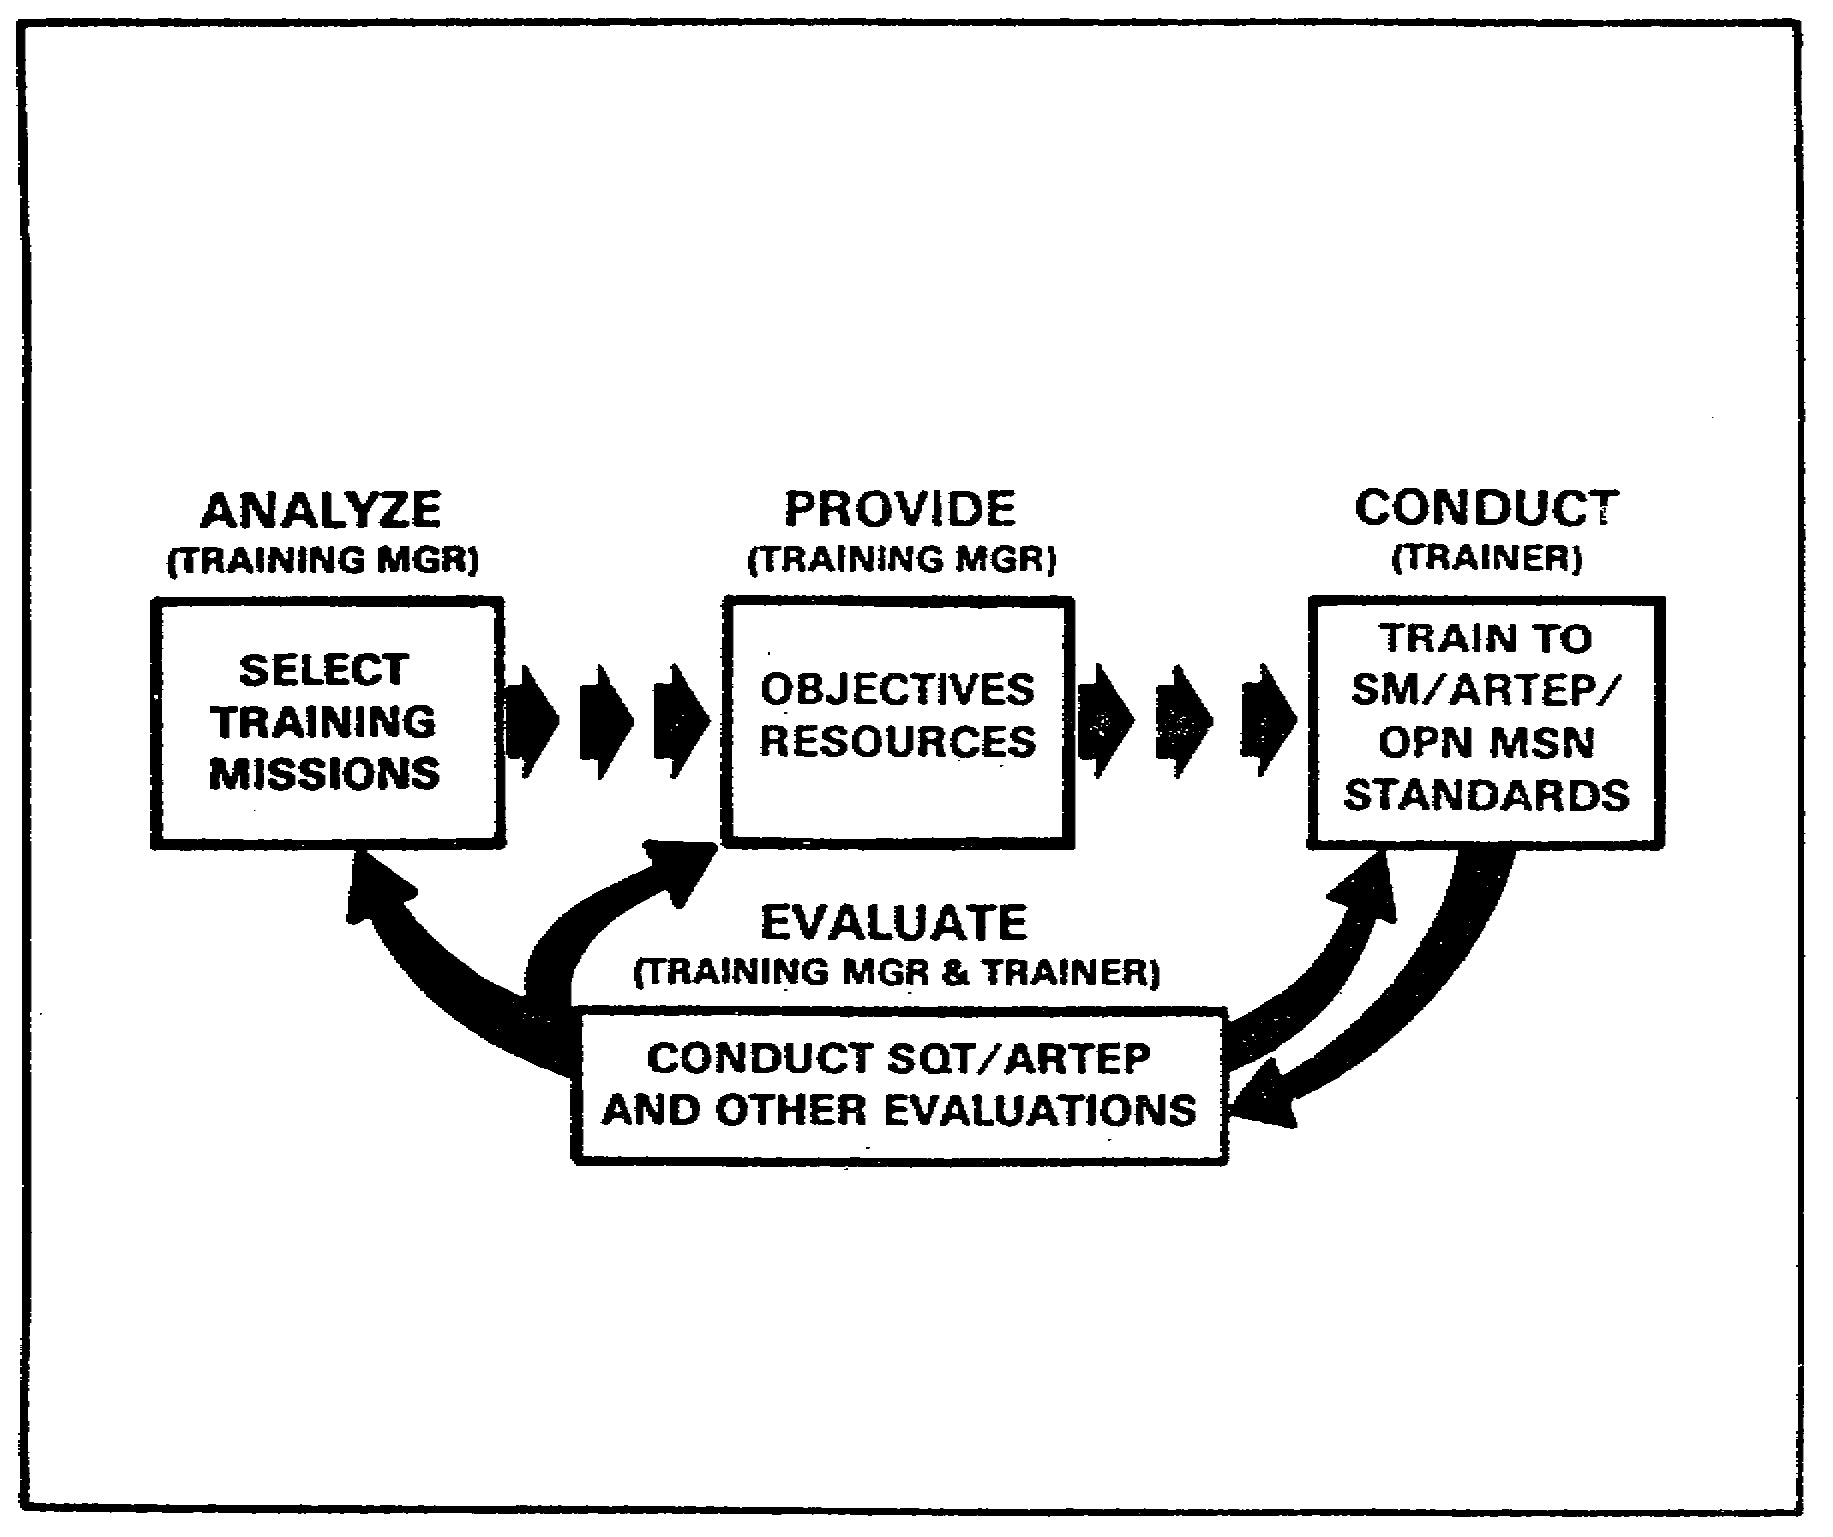 ANALYZE
(TRAINING MGR)
SELECT
TRAINING
MISSIONS
PROVIDE
(TRAINING MGR)
OBJECTIVES
RESOURCES
CONDUCT
(TRAINER)
TRAIN TO
SM/ARTEP/
OPN MSN
STANDARDS
EVALUATE
(TRAINING MGR & TRAINER)
CONDUCT SQT/ARTEP
AND OTHER EVALUATIONS